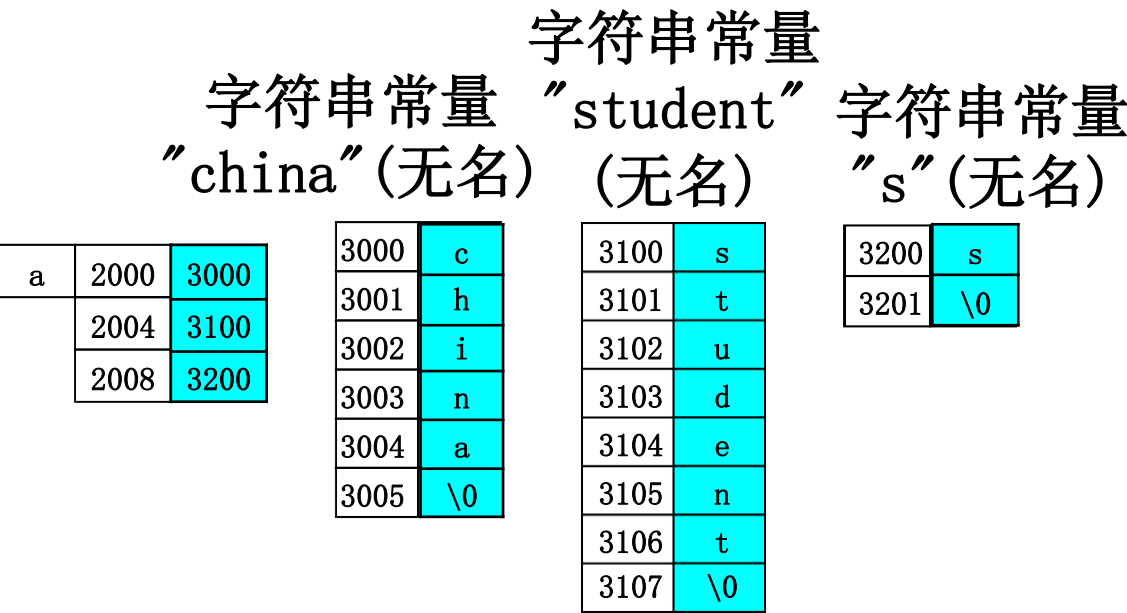 字符串常量
"china"(无名)
字符串常量
"student"
(无名)
字符串常量
"s"(无名)
a 2000 3000
2004 3100
2008 3200
3000 c
3001 h
3002 i
3003 n
3004 a
3005 \0
3100 s
3101 t
3102 u
3103 d
3104 e
3105 n
3106 t
3107 \0
3200 s
3201 \0